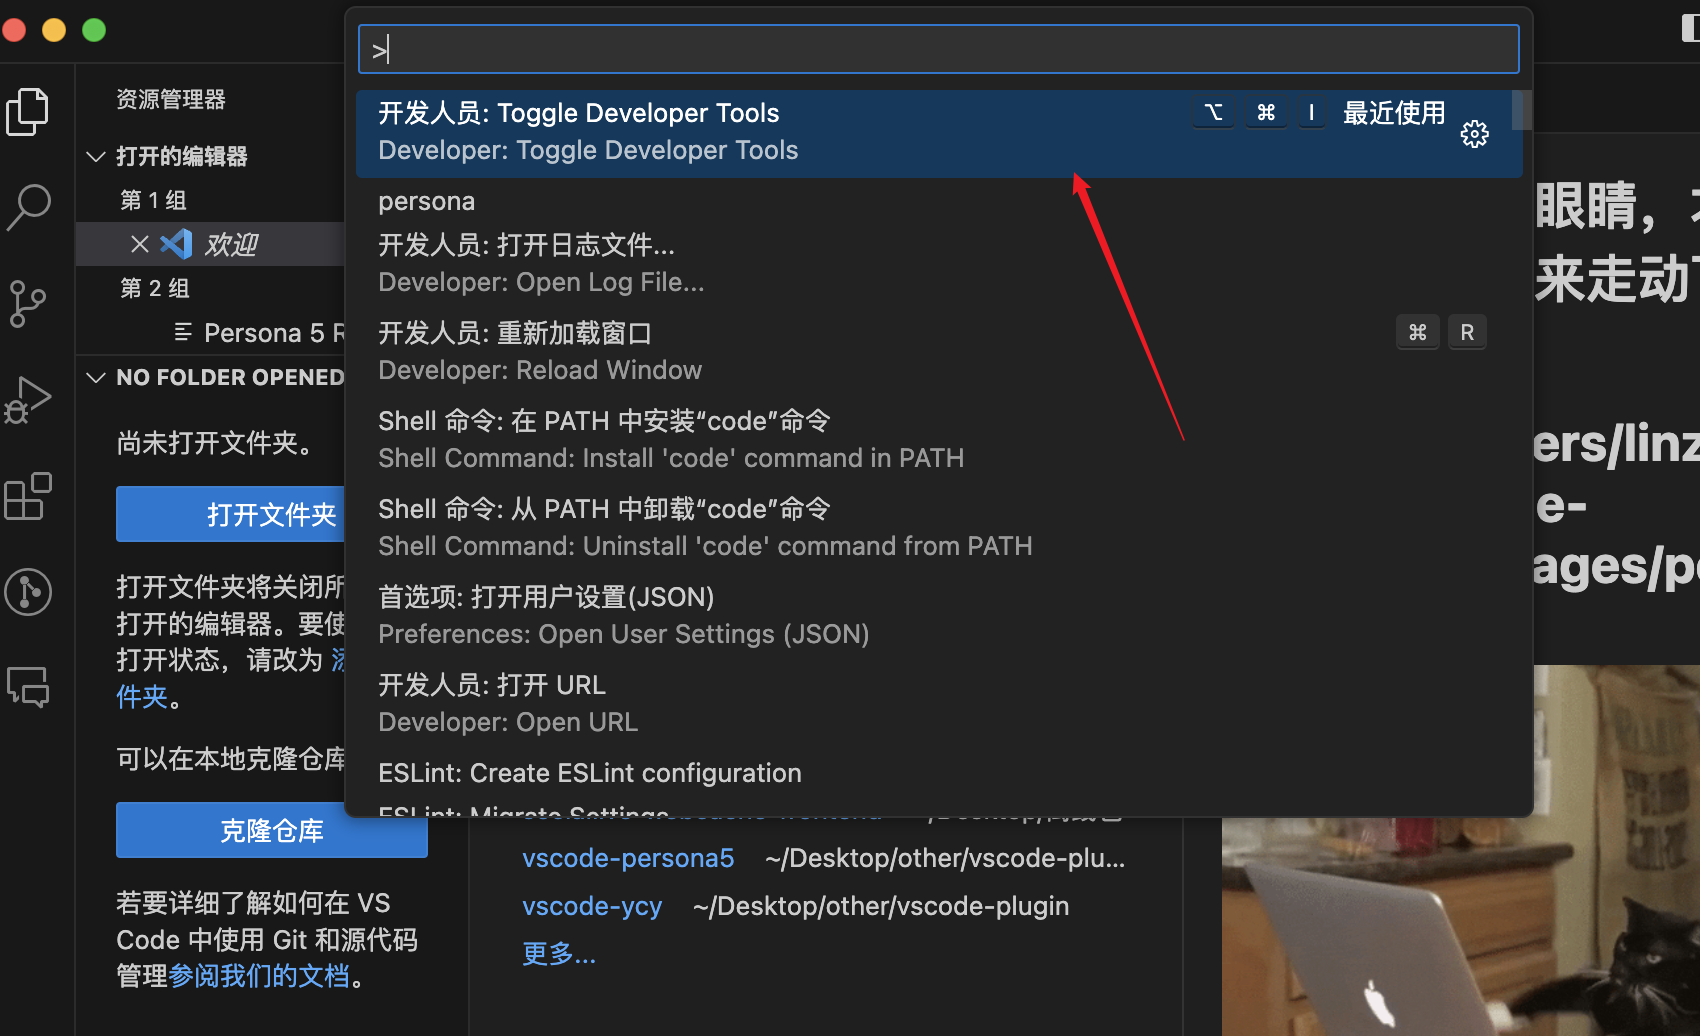 >
开发人员: Toggle Developer Tools ⌥ ⌘ I 最近使用
Developer: Toggle Developer Tools
persona
开发人员: 打开日志文件...
Developer: Open Log File...
开发人员: 重新加载窗口 ⌘ R
Developer: Reload Window
Shell 命令: 在 PATH 中安装“code”命令
Shell Command: Install 'code' command in PATH
Shell 命令: 从 PATH 中卸载“code”命令
Shell Command: Uninstall 'code' command from PATH
首选项: 打开用户设置(JSON)
Preferences: Open User Settings (JSON)
开发人员: 打开 URL
Developer: Open URL
ESLint: Create ESLint configuration
ESLint: Migrate Settings
资源管理器
打开的编辑器
第 1 组
欢迎
第 2 组
Persona 5 R
NO FOLDER OPENED
尚未打开文件夹。
打开文件夹
打开文件夹将关闭所
打开的编辑器。要使
打开状态，请改为
件夹。
可以在本地克隆仓库
克隆仓库
若要详细了解如何在 VS
Code 中使用 Git 和源代码
管理参阅我们的文档。
vscode-persona5 ~/Desktop/other/vscode-plu...
vscode-ycy ~/Desktop/other/vscode-plugin
更多...
眼睛，
来走动
ers/linz
e-
ages/p